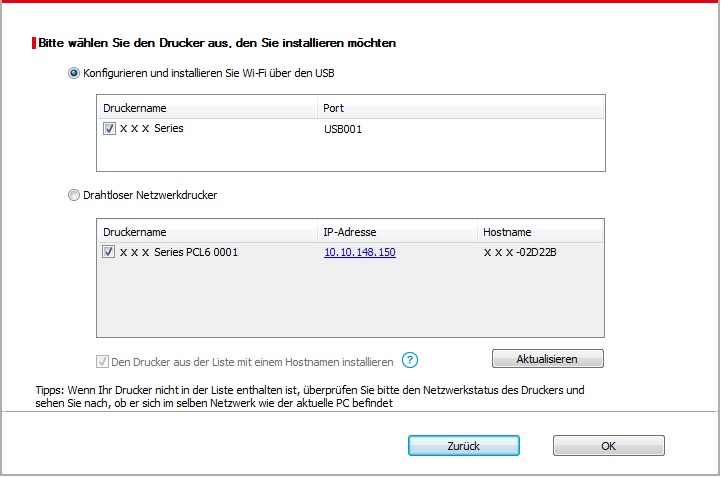 Bitte wählen Sie den Drucker aus, den Sie installieren möchten
Konfigurieren und installieren Sie Wi-Fi über den USB
Druckername Port
X X X Series USB001
Drahtloser Netzwerkdrucker
Druckername IP-Adresse Hostname
X X X Series PCL6 0001 10.10.148.150 X X X -02D22B
Den Drucker aus der Liste mit einem Hostnamen installieren ? Aktualisieren
Tipps: Wenn Ihr Drucker nicht in der Liste enthalten ist, überprüfen Sie bitte den Netzwerkstatus des Druckers und
sehen Sie nach, ob er sich im selben Netzwerk wie der aktuelle PC befindet
Zurück OK